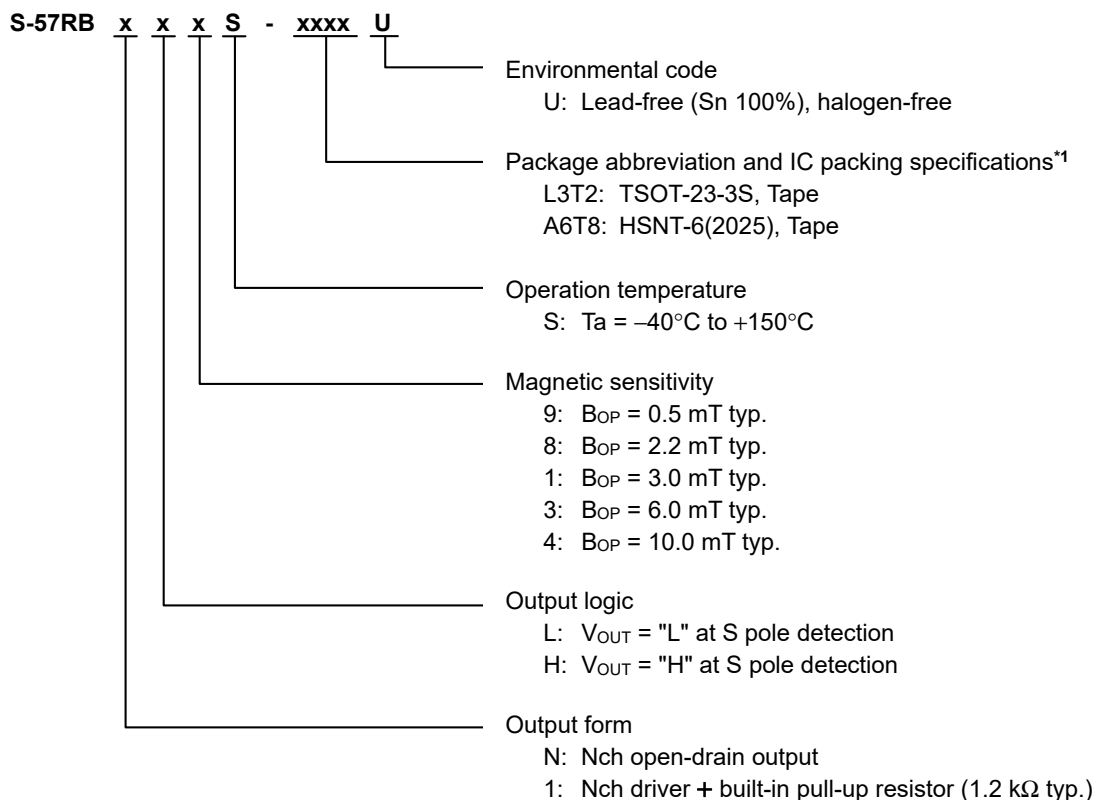 S-57RB x x x S - xxxx U
Environmental code
U: Lead-free (Sn 100%), halogen-free
Package abbreviation and IC packing specifications*1
L3T2: TSOT-23-3S, Tape
A6T8: HSNT-6(2025), Tape
Operation temperature
S: Ta = −40°C to +150°C
Magnetic sensitivity
9: BOP = 0.5 mT typ.
8: BOP = 2.2 mT typ.
1: BOP = 3.0 mT typ.
3: BOP = 6.0 mT typ.
4: BOP = 10.0 mT typ.
Output logic
L: VOUT = "L" at S pole detection
H: VOUT = "H" at S pole detection
Output form
N: Nch open-drain output
1: Nch driver + built-in pull-up resistor (1.2 kΩ typ.)